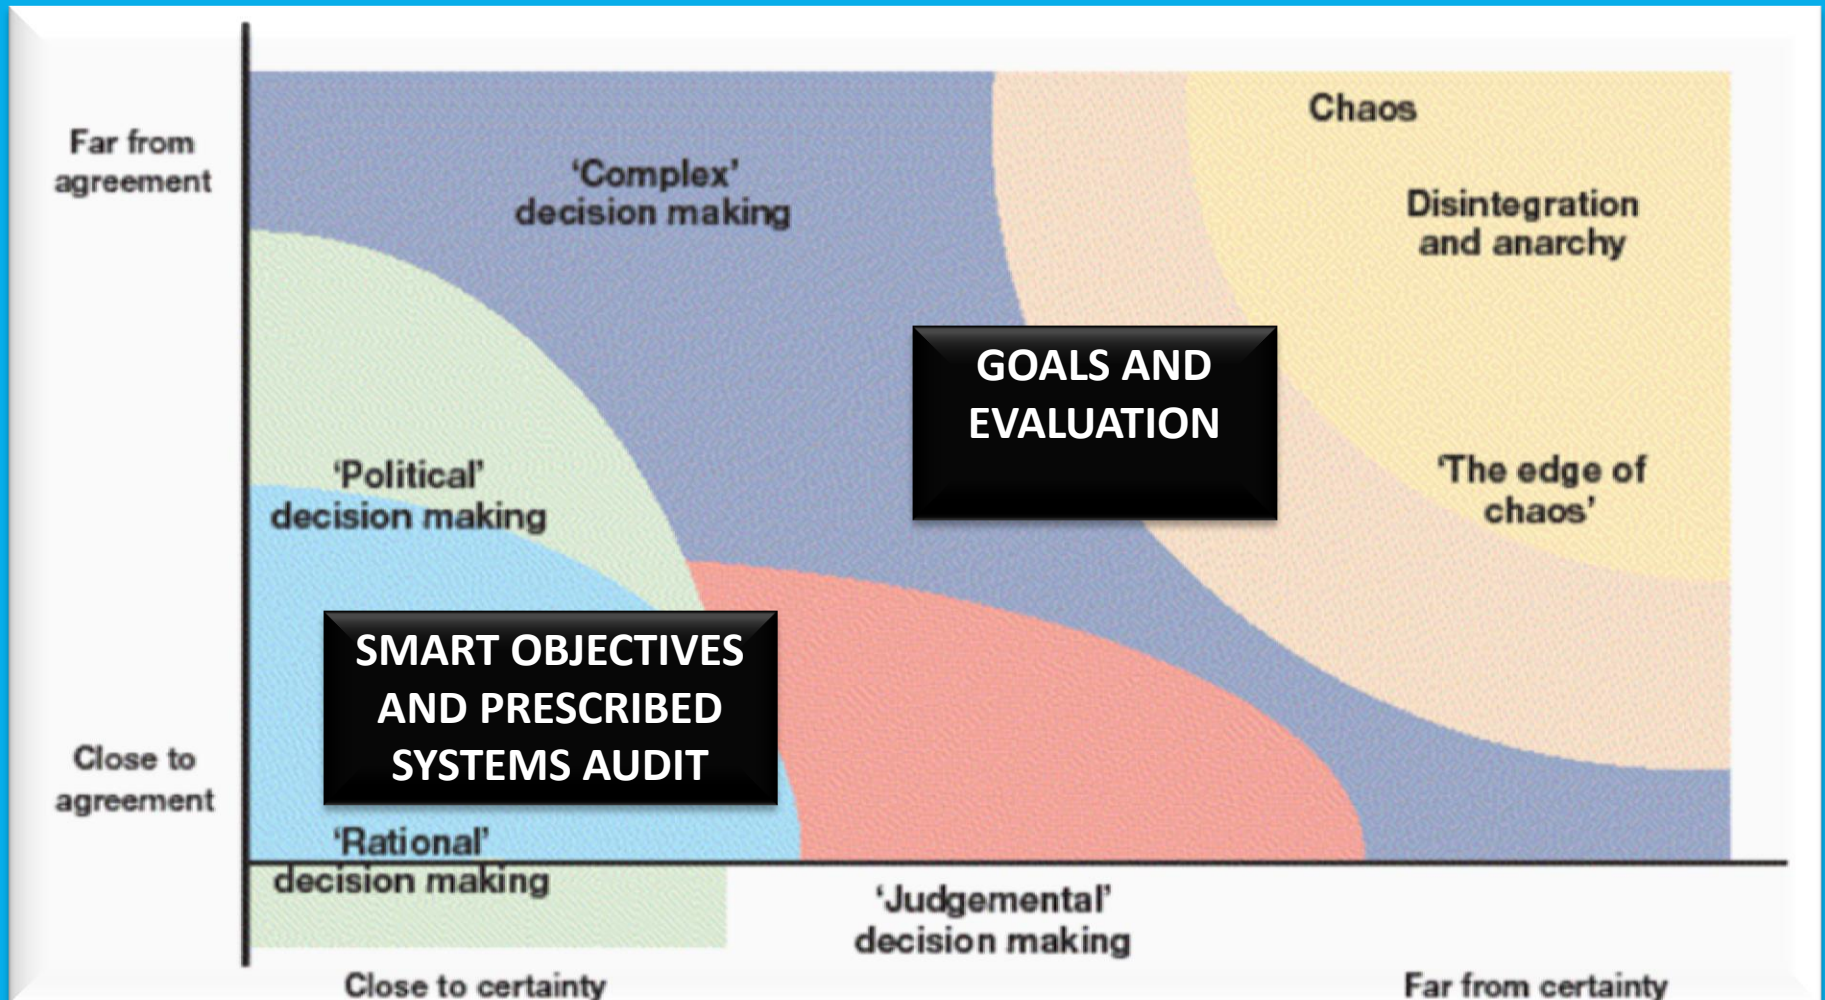 Chaos
Far from
agreement
‘Complex’
decision making
Disintegration
and anarchy
GOALS AND
EVALUATION
‘The edge of
chaos’
‘Political’
decision making
SMART OBJECTIVES
AND PRESCRIBED
SYSTEMS AUDIT
Close to
agreement
‘Rational’
decision making
‘Judgemental’
decision making
Close to certainty
Far from certainty